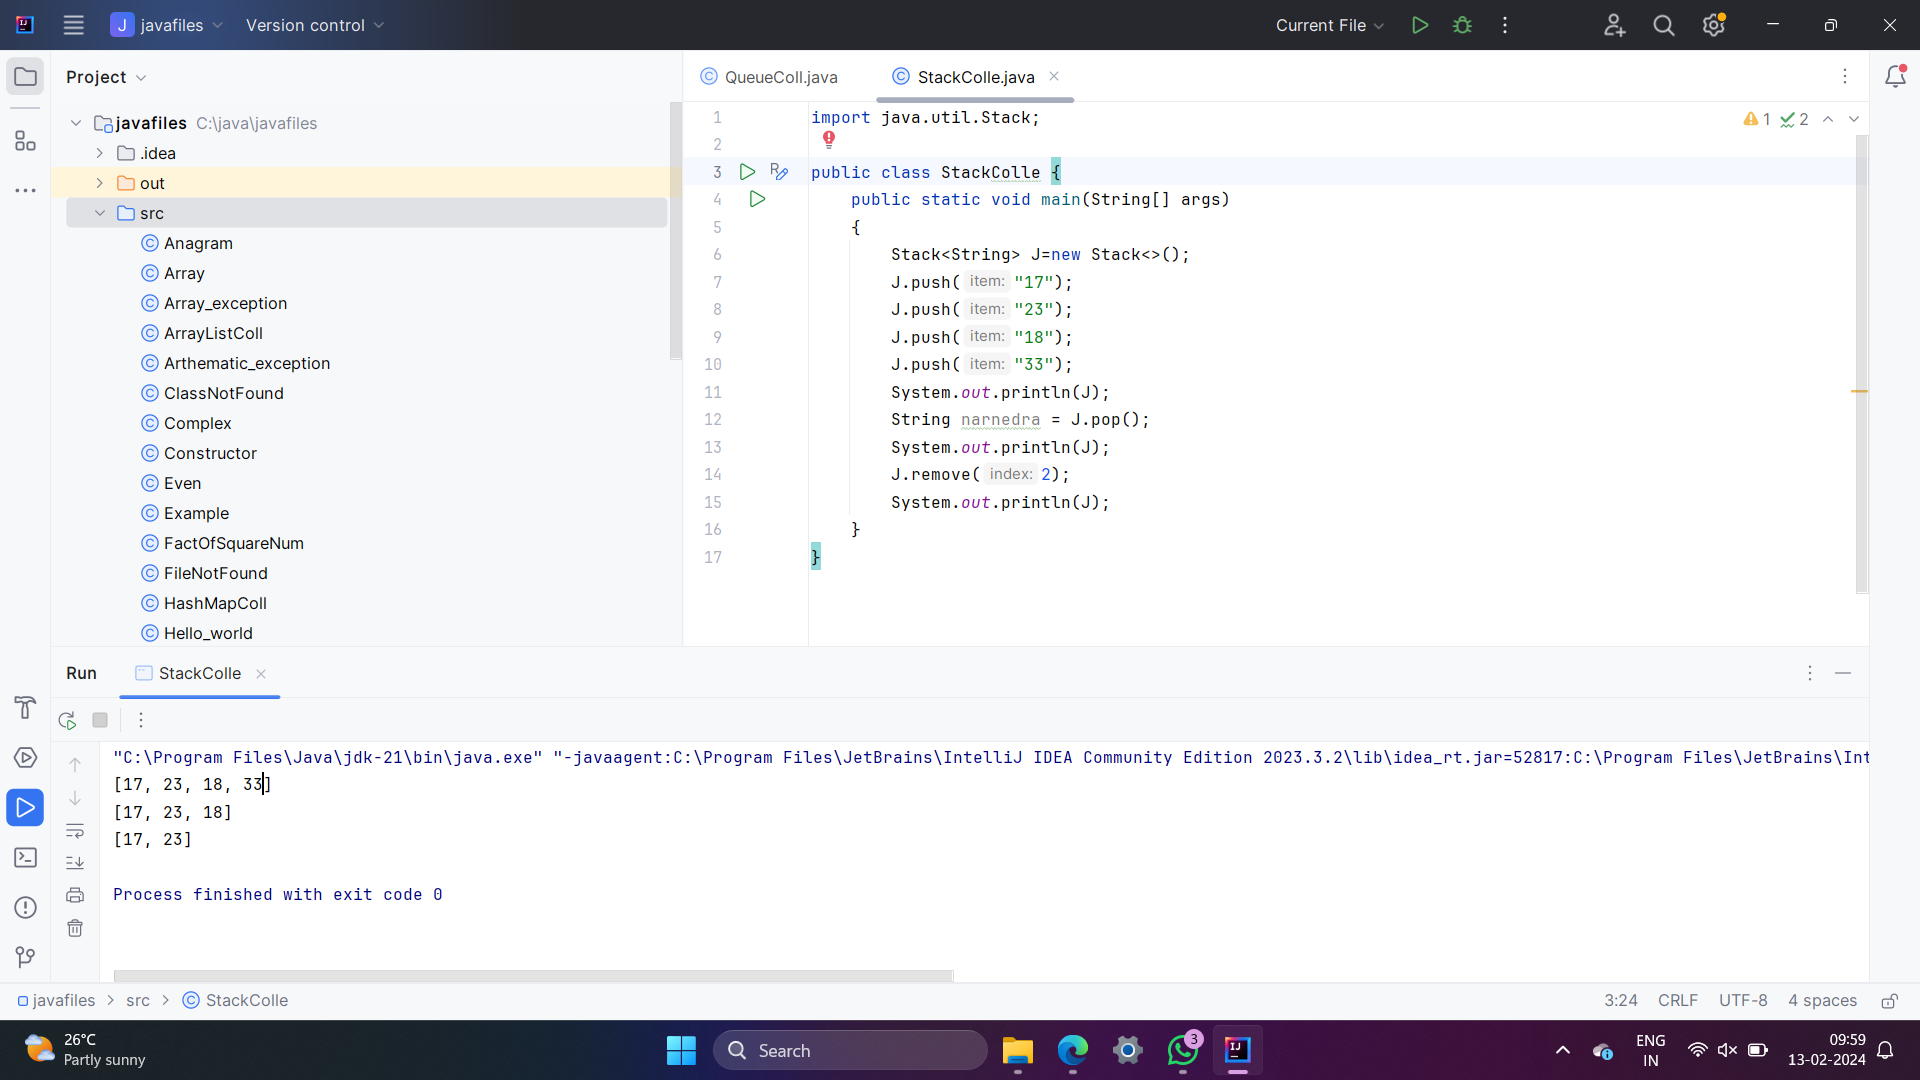 J javafiles Version control Current File
Project
QueueColl.java StackColle.java
javafiles C:\java\javafiles
.idea
out
src
Anagram
Array
Array_exception
ArrayListColl
Arthematic_exception
ClassNotFound
Complex
Constructor
Even
Example
FactOfSquareNum
FileNotFound
HashMapColl
Hello_world
1 2
1 import java.util.Stack;
2
3 public class StackColle {
4 public static void main(String[] args)
5 {
6 Stack<String> J=new Stack<>();
7 J.push( item: "17");
8 J.push( item: "23");
9 J.push( item: "18");
10 J.push( item: "33");
11 System.out.println(J);
12 String narnedra = J.pop();
13 System.out.println(J);
14 J.remove( index: 2);
15 System.out.println(J);
16 }
17 }
Run StackColle
"C:\Program Files\Java\jdk-21\bin\java.exe" "-javaagent:C:\Program Files\JetBrains\IntelliJ IDEA Community Edition 2023.3.2\lib\idea_rt.jar=52817:C:\Program Files\JetBrains\Int
[17, 23, 18, 33]
[17, 23, 18]
[17, 23]
Process finished with exit code 0
javafiles > src > StackColle 3:24 CRLF UTF-8 4 spaces
26°C
Partly sunny
Search
3
ENG
IN
09:59
13-02-2024